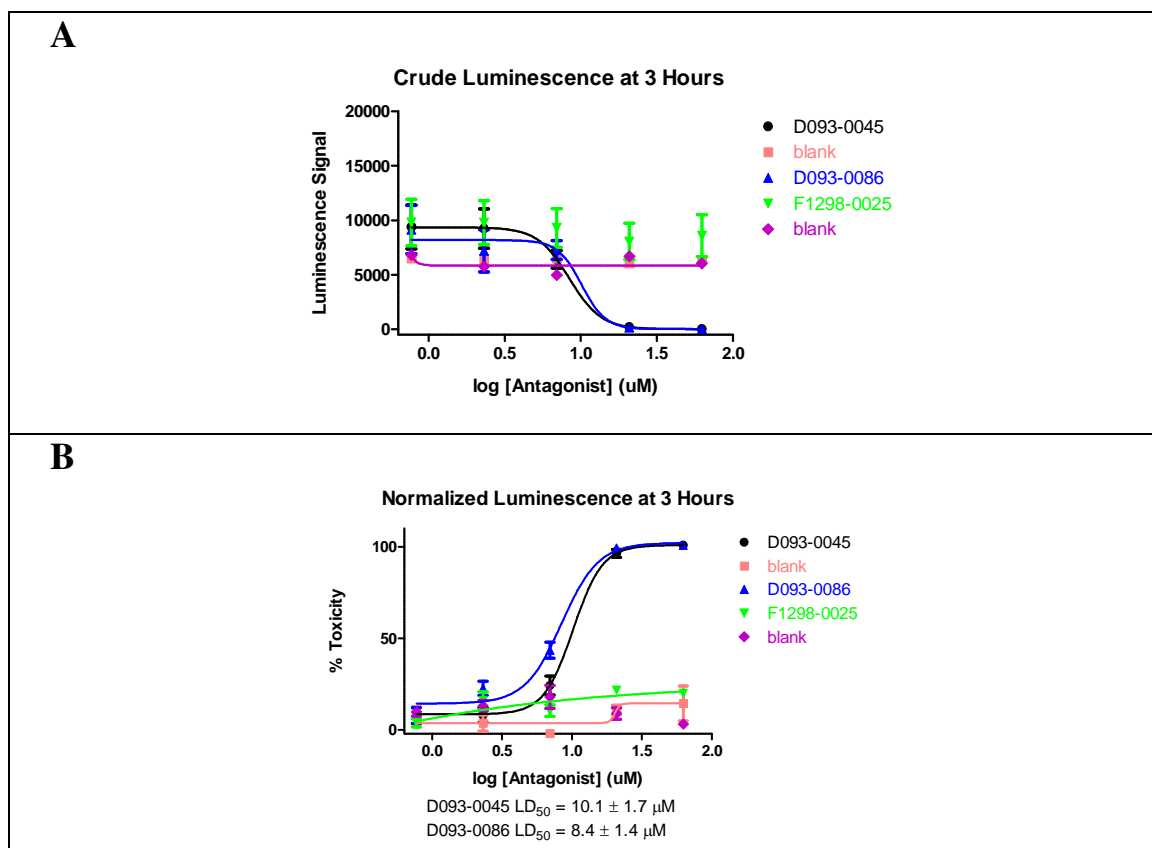 A
Crude Luminescence at 3 Hours
20000
15000
10000
5000
0
Luminescence Signal
0.0 0.5 1.0 1.5 2.0
log [Antagonist] (uM)
D093-0045
blank
D093-0086
F1298-0025
blank
B
Normalized Luminescence at 3 Hours
100
50
0
% Toxicity
0.0 0.5 1.0 1.5 2.0
log [Antagonist] (uM)
D093-0045
blank
D093-0086
F1298-0025
blank
D093-0045 LD50 = 10.1 ± 1.7 μM
D093-0086 LD50 = 8.4 ± 1.4 μM